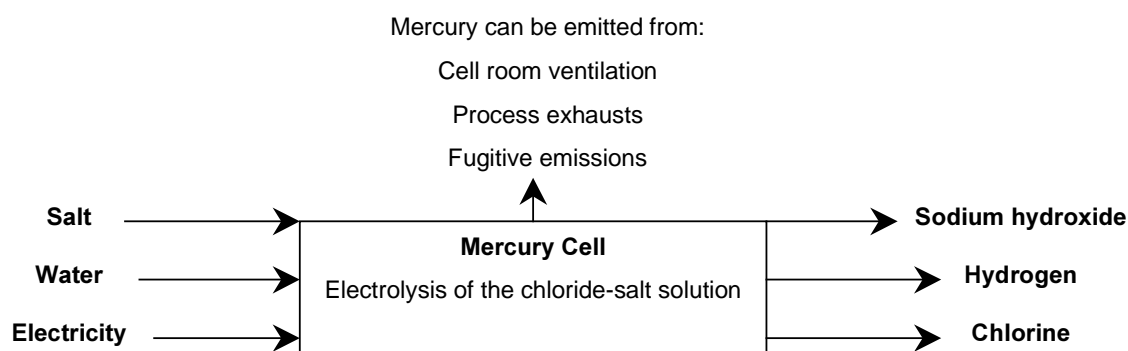 Mercury can be emitted from:
Cell room ventilation
Process exhausts
Fugitive emissions
Salt
Sodium hydroxide
Mercury Cell
Water
Electrolysis of the chloride-salt solution
Hydrogen
Electricity
Chlorine